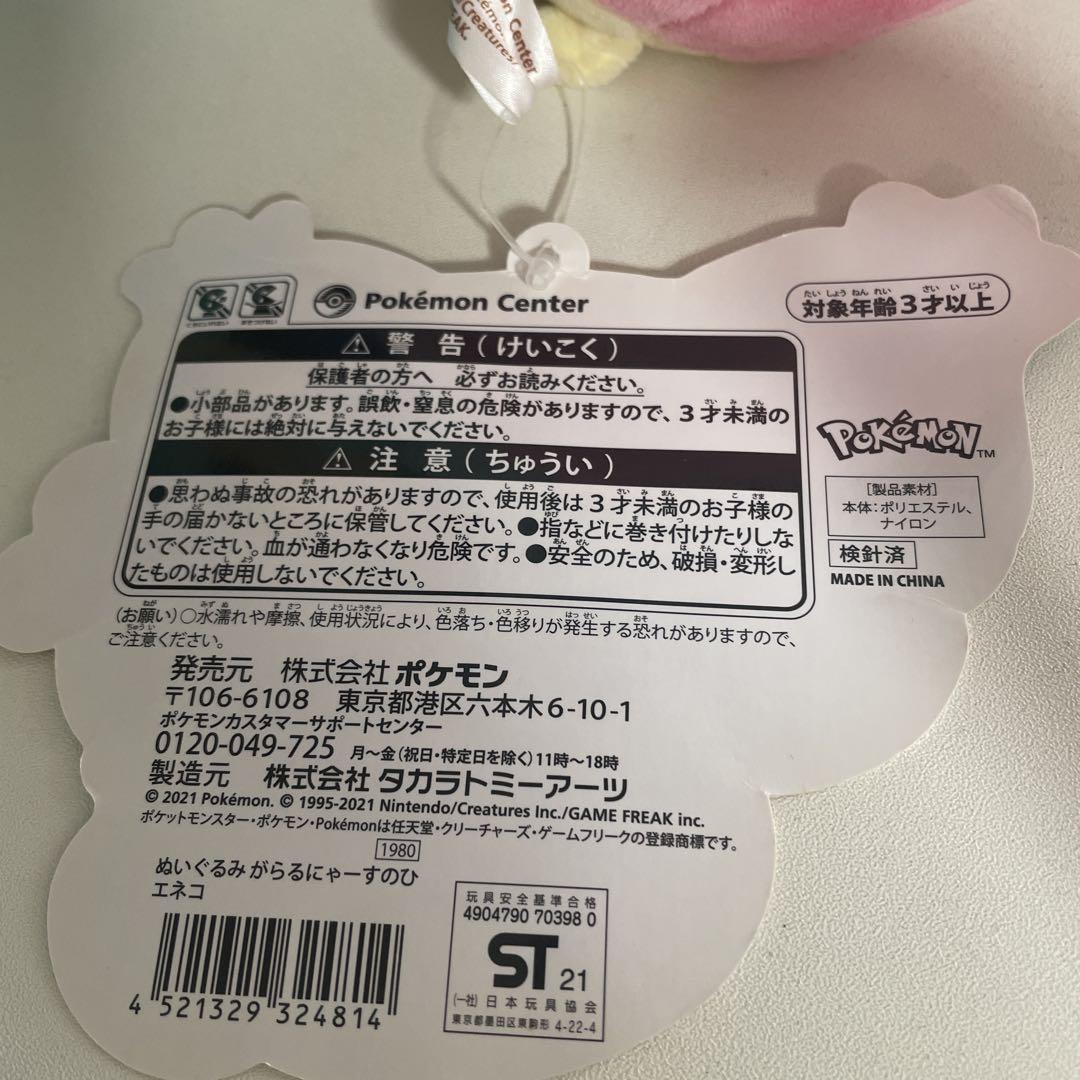 n Center
émon.
/Creatures/
EAK.
Pokémon Center
対象年齢3才以上
警 告(けいこく)
保護者の方へ 必ずお読みください。
●小部品があります。誤飲・窒息の危険がありますので、3才未満の
お子様には絶対に与えないでください。
注 意(ちゅうい)
●思わぬ事故の恐れがありますので、使用後は3才未満のお子様の
手の届かないところに保管してください。●指などに巻き付けたりしな
いでください。血が通わなくなり危険です。●安全のため、破損・変形し
たものは使用しないでください。
POKéMON™
[製品素材]
本体:ポリエステル、
ナイロン
検針済
MADE IN CHINA
(お願い)○水濡れや摩擦、使用状況により、色落ち・色移りが発生する恐れがありますので、
ご注意ください。
発売元 株式会社 ポケモン
〒106-6108 東京都港区六本木6-10-1
ポケモンカスタマーサポートセンター
0120-049-725 月～金(祝日・特定日を除く)11時～18時
製造元 株式会社 タカラトミーアーツ
© 2021 Pokémon. © 1995-2021 Nintendo/Creatures Inc./GAME FREAK inc.
ポケットモンスター・ポケモン・Pokémonは任天堂・クリーチャーズ・ゲームフリークの登録商標です。
1980
ぬいぐるみ がらるにゃーすのひ
エネコ
4 521329 324814
玩具安全基準合格
4904790 70398 0
ST 21
(一社)日本玩具協会
東京都墨田区東駒形 4-22-4